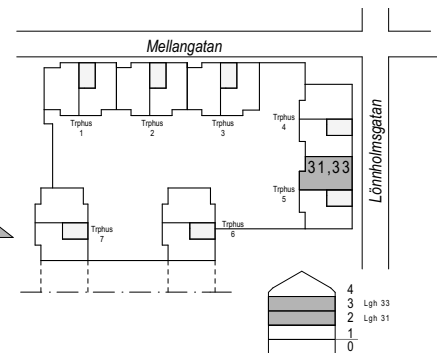 Mellangatan
Lönnholmsgatan
Trphus
1
Trphus
2
Trphus
3
Trphus
4
31,33
Trphus
5
Trphus
6
Trphus
7
4
3 Lgh 33
2 Lgh 31
1
0